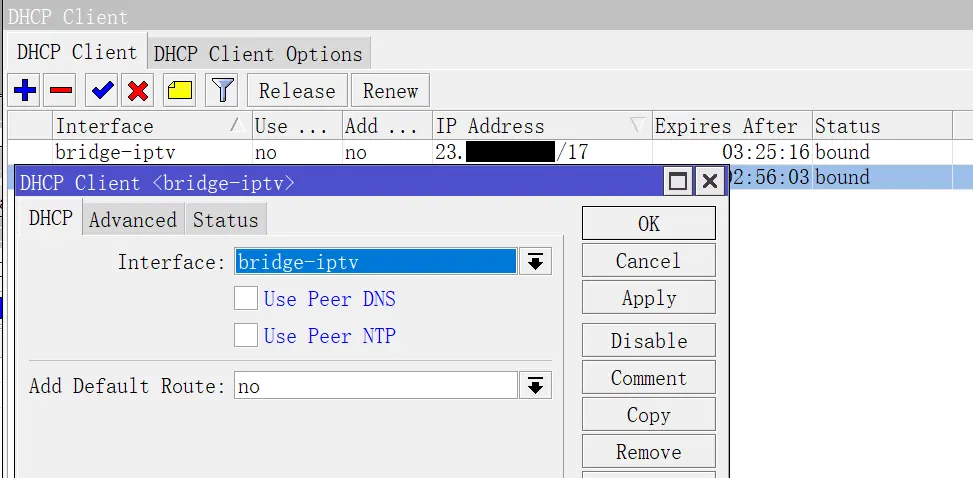 DHCP Client
DHCP Client DHCP Client Options
Release Renew
Interface Use ... Add ... IP Address Expires After Status
bridge-iptv no no 23. /17 03:25:16 bound
DHCP Client <bridge-iptv>
2:56:03 bound
DHCP Advanced Status
OK
Interface: bridge-iptv
Cancel
Use Peer DNS
Apply
Use Peer NTP
Disable
Add Default Route: no
Comment
Copy
Remove